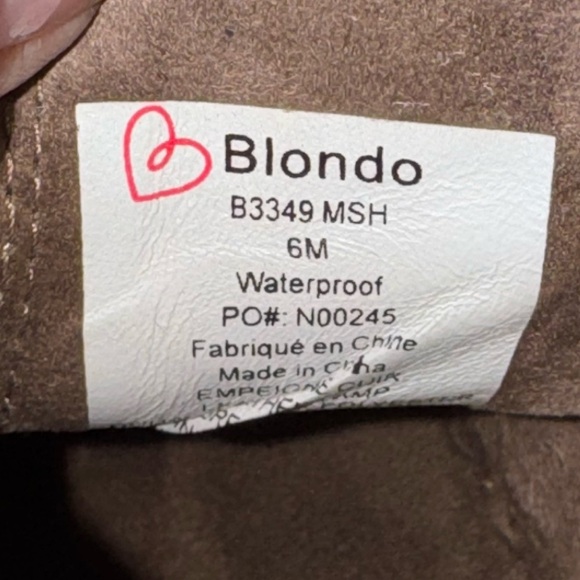 Blondo
B3349 MSH
6M
Waterproof
PO#: N00245
Fabriqué en Chine
Made in China